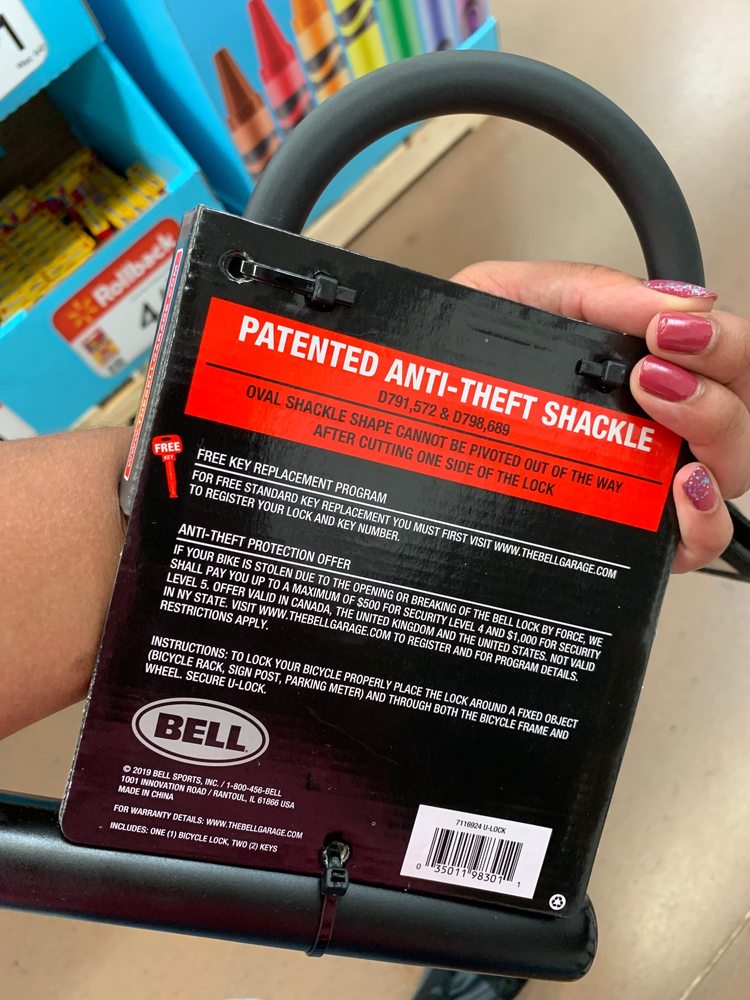 Rollback
PATENTED ANTI-THEFT SHACKLE
D791,572 & D798,689
OVAL SHACKLE SHAPE CANNOT BE PIVOTED OUT OF THE WAY
AFTER CUTTING ONE SIDE OF THE LOCK
FREE
KEY
FREE KEY REPLACEMENT PROGRAM
FOR FREE STANDARD KEY REPLACEMENT YOU MUST FIRST VISIT WWW.THEBELLGARAGE.COM
TO REGISTER YOUR LOCK AND KEY NUMBER.
ANTI-THEFT PROTECTION OFFER
IF YOUR BIKE IS STOLEN DUE TO THE OPENING OR BREAKING OF THE BELL LOCK BY FORCE, WE
SHALL PAY YOU UP TO A MAXIMUM OF $500 FOR SECURITY LEVEL 4 AND $1,000 FOR SECURITY
LEVEL 5. OFFER VALID IN CANADA, THE UNITED KINGDOM AND THE UNITED STATES. NOT VALID
IN NY STATE. VISIT WWW.THEBELLGARAGE.COM TO REGISTER AND FOR PROGRAM DETAILS.
RESTRICTIONS APPLY.
INSTRUCTIONS: TO LOCK YOUR BICYCLE PROPERLY PLACE THE LOCK AROUND A FIXED OBJECT
(BICYCLE RACK, SIGN POST, PARKING METER) AND THROUGH BOTH THE BICYCLE FRAME AND
WHEEL. SECURE U-LOCK.
BELL
© 2019 BELL SPORTS, INC. / 1-800-456-BELL
1001 INNOVATION ROAD / RANTOUL, IL 61866 USA
MADE IN CHINA
FOR WARRANTY DETAILS: WWW.THEBELLGARAGE.COM
INCLUDES: ONE (1) BICYCLE LOCK, TWO (2) KEYS
7116924 U-LOCK
0 35011 98301 1